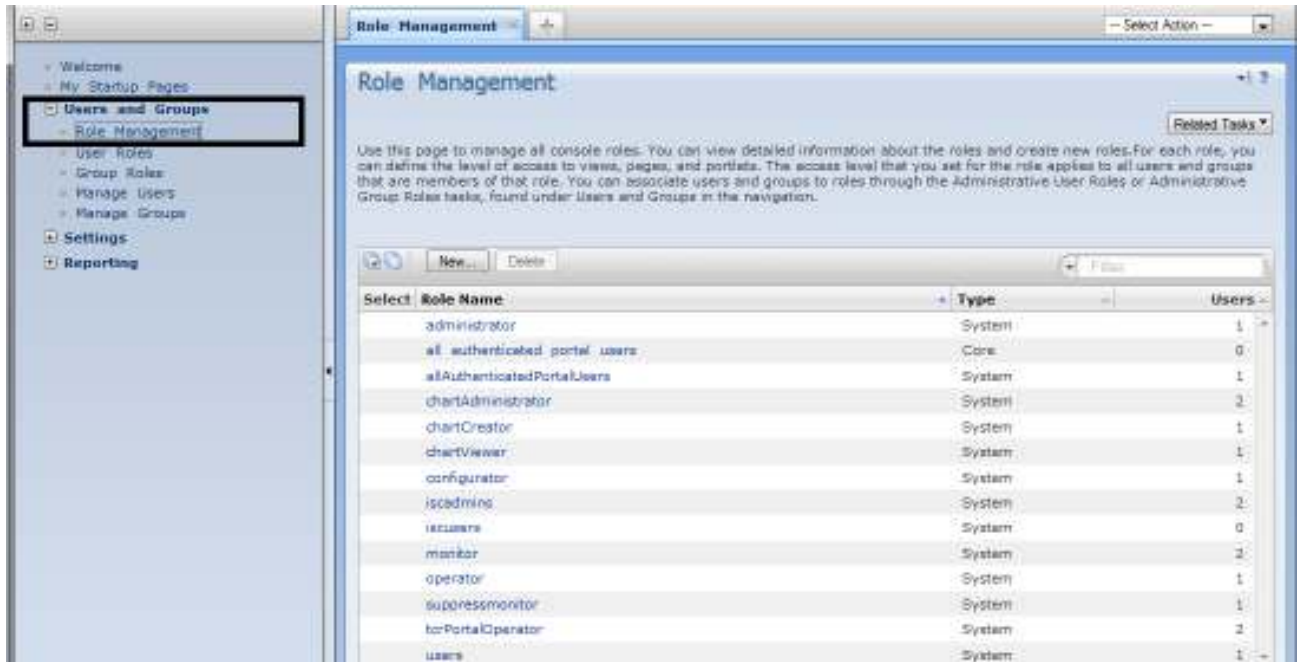 Role Management
-- Select Action --
Welcome
My Startup Pages
Users and Groups
Role Management
User Roles
Group Roles
Manage Users
Manage Groups
Settings
Reporting
Role Management
Related Tasks
Use this page to manage all console roles. You can view detailed information about the roles and create new roles.For each role, you
can define the level of access to views, pages, and portlets. The access level that you set for the role applies to all users and groups
that are members of that role. You can associate users and groups to roles through the Administrative User Roles or Administrative
Group Roles tasks, found under Users and Groups in the navigation.
New... Delete Filter
Select Role Name Type Users
administrator System 1
all authenticated portal users Core 0
allAuthenticatedPortalUsers System 1
chartAdministrator System 2
chartCreator System 1
chartViewer System 1
configurator System 1
iscadmins System 2
iscusers System 0
monitor System 2
operator System 1
suppressmonitor System 1
tcrPortalOperator System 2
users System 1